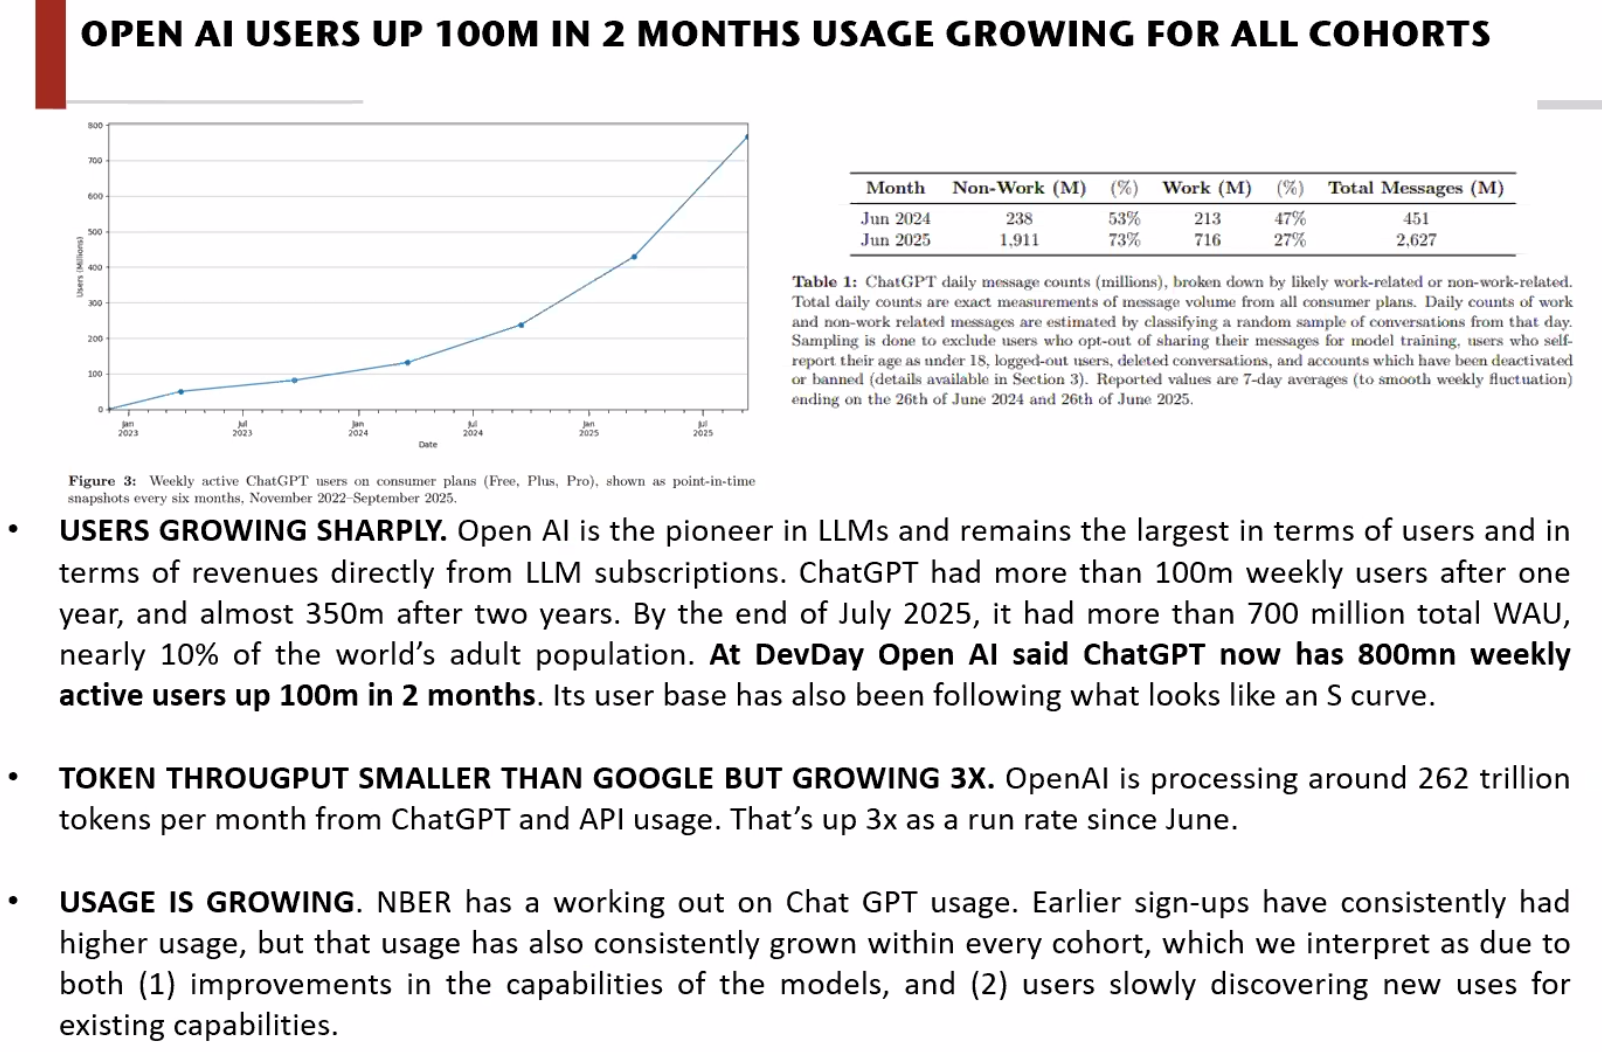 OPEN AI USERS UP 100M IN 2 MONTHS USAGE GROWING FOR ALL COHORTS
800
700
600
500
400
300
200
100
0
Users (Millions)
Jan 2023
Jul 2023
Jan 2024
Jul 2024
Jan 2025
Jul 2025
Date
Figure 3: Weekly active ChatGPT users on consumer plans (Free, Plus, Pro), shown as point-in-time
snapshots every six months, November 2022–September 2025.
Month Non-Work (M) (%) Work (M) (%) Total Messages (M)
Jun 2024 238 53% 213 47% 451
Jun 2025 1,911 73% 716 27% 2,627
Table 1: ChatGPT daily message counts (millions), broken down by likely work-related or non-work-related.
Total daily counts are exact measurements of message volume from all consumer plans. Daily counts of work
and non-work related messages are estimated by classifying a random sample of conversations from that day.
Sampling is done to exclude users who opt-out of sharing their messages for model training, users who self-
report their age as under 18, logged-out users, deleted conversations, and accounts which have been deactivated
or banned (details available in Section 3). Reported values are 7-day averages (to smooth weekly fluctuation)
ending on the 26th of June 2024 and 26th of June 2025.
• USERS GROWING SHARPLY. Open AI is the pioneer in LLMs and remains the largest in terms of users and in
terms of revenues directly from LLM subscriptions. ChatGPT had more than 100m weekly users after one
year, and almost 350m after two years. By the end of July 2025, it had more than 700 million total WAU,
nearly 10% of the world's adult population. At DevDay Open AI said ChatGPT now has 800mn weekly
active users up 100m in 2 months. Its user base has also been following what looks like an S curve.
• TOKEN THROUGPUT SMALLER THAN GOOGLE BUT GROWING 3X. OpenAI is processing around 262 trillion
tokens per month from ChatGPT and API usage. That's up 3x as a run rate since June.
• USAGE IS GROWING. NBER has a working out on Chat GPT usage. Earlier sign-ups have consistently had
higher usage, but that usage has also consistently grown within every cohort, which we interpret as due to
both (1) improvements in the capabilities of the models, and (2) users slowly discovering new uses for
existing capabilities.